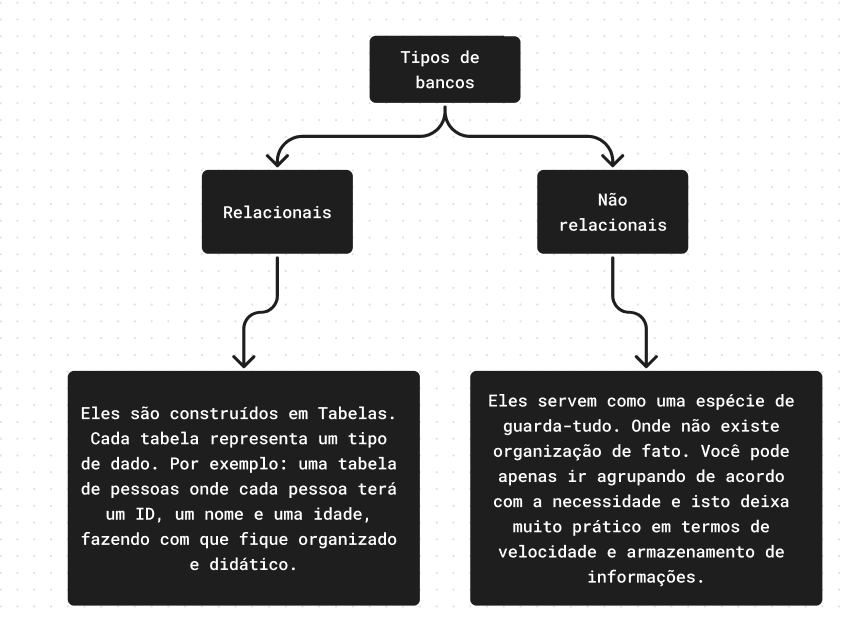 Tipos de
bancos
Relacionais
Não
relacionais
Eles são construídos em Tabelas.
Cada tabela representa um tipo
de dado. Por exemplo: uma tabela
de pessoas onde cada pessoa terá
um ID, um nome e uma idade,
fazendo com que fique organizado
e didático.
Eles servem como uma espécie de
guarda-tudo. Onde não existe
organização de fato. Você pode
apenas ir agrupando de acordo
com a necessidade e isto deixa
muito prático em termos de
velocidade e armazenamento de
informações.